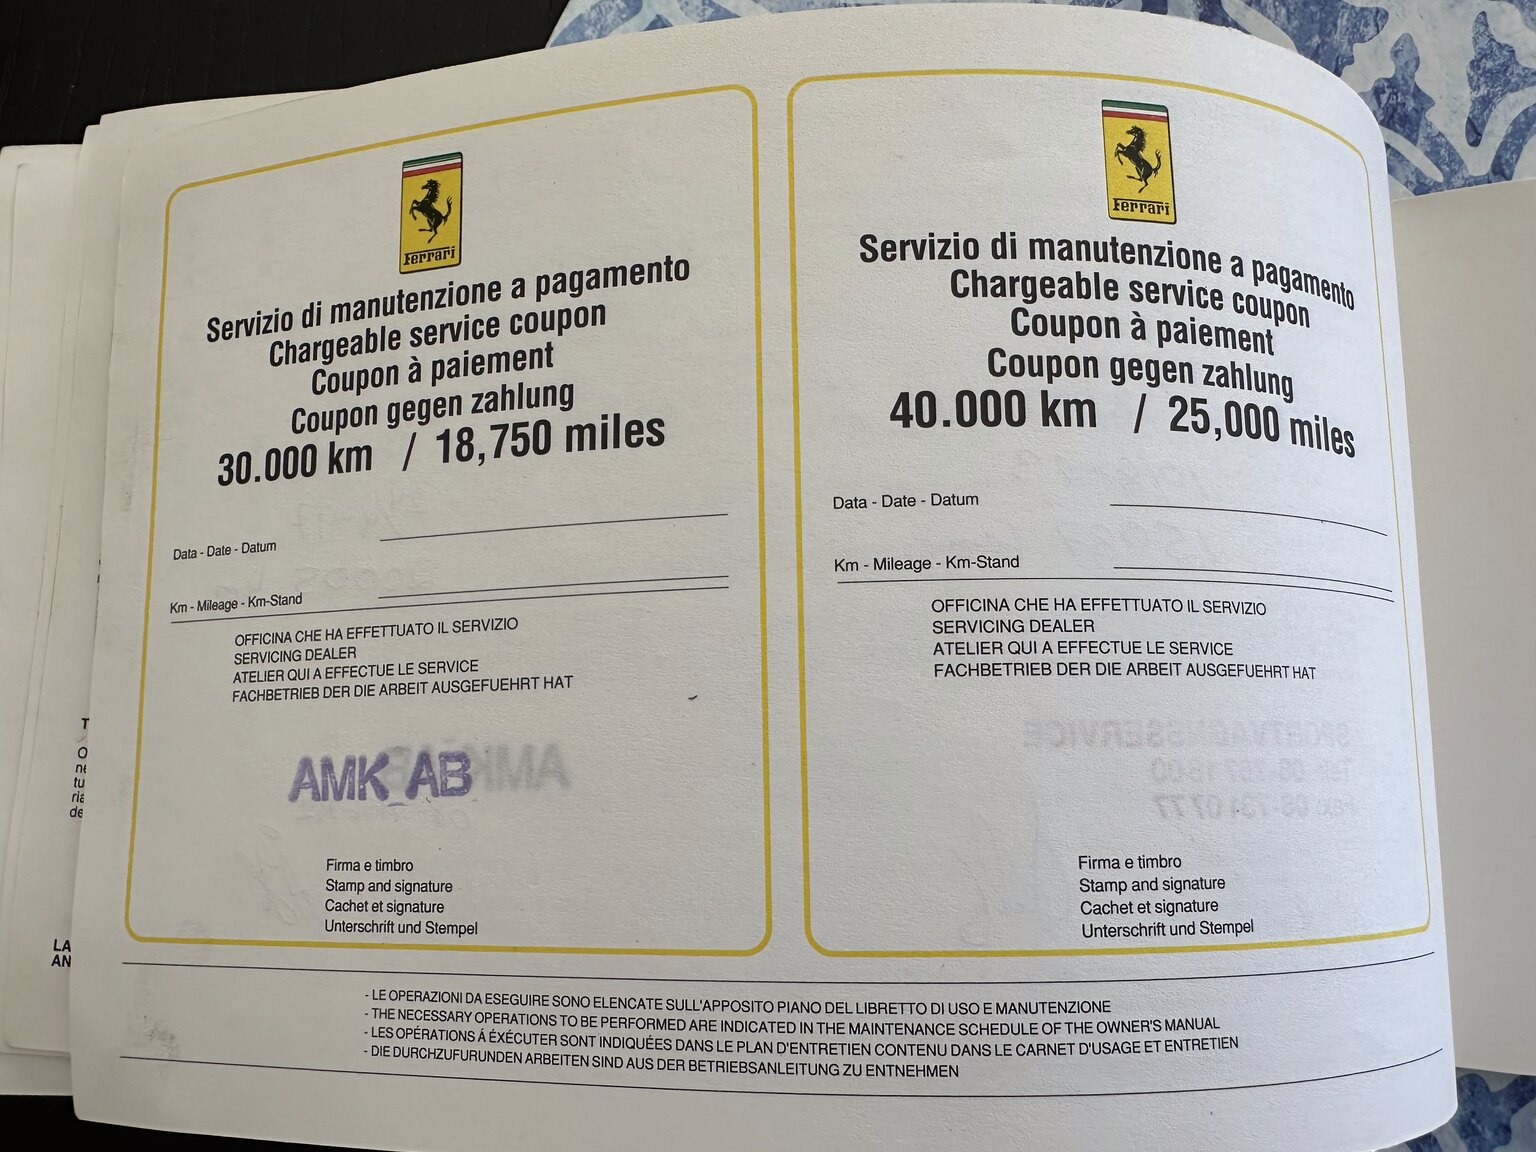 Ferrari
Servizio di manutenzione a pagamento
Chargeable service coupon
Coupon à paiement
Coupon gegen zahlung
30.000 km / 18,750 miles
Data - Date - Datum
Km - Mileage - Km-Stand
OFFICINA CHE HA EFFETTUATO IL SERVIZIO
SERVICING DEALER
ATELIER QUI A EFFECTUE LE SERVICE
FACHBETRIEB DER DIE ARBEIT AUSGEFUEHRT HAT
AMK AB
Firma e timbro
Stamp and signature
Cachet et signature
Unterschrift und Stempel
Ferrari
Servizio di manutenzione a pagamento
Chargeable service coupon
Coupon à paiement
Coupon gegen zahlung
40.000 km / 25,000 miles
Data - Date - Datum
Km - Mileage - Km-Stand
OFFICINA CHE HA EFFETTUATO IL SERVIZIO
SERVICING DEALER
ATELIER QUI A EFFECTUE LE SERVICE
FACHBETRIEB DER DIE ARBEIT AUSGEFUEHRT HAT
Firma e timbro
Stamp and signature
Cachet et signature
Unterschrift und Stempel
- LE OPERAZIONI DA ESEGUIRE SONO ELENCATE SULL'APPOSITO PIANO DEL LIBRETTO DI USO E MANUTENZIONE
- THE NECESSARY OPERATIONS TO BE PERFORMED ARE INDICATED IN THE MAINTENANCE SCHEDULE OF THE OWNER'S MANUAL
- LES OPÉRATIONS Á ÉXÉCUTER SONT INDIQUÉES DANS LE PLAN D'ENTRETIEN CONTENU DANS LE CARNET D'USAGE ET ENTRETIEN
- DIE DURCHZUFURUNDEN ARBEITEN SIND AUS DER BETRIEBSANLEITUNG ZU ENTNEHMEN